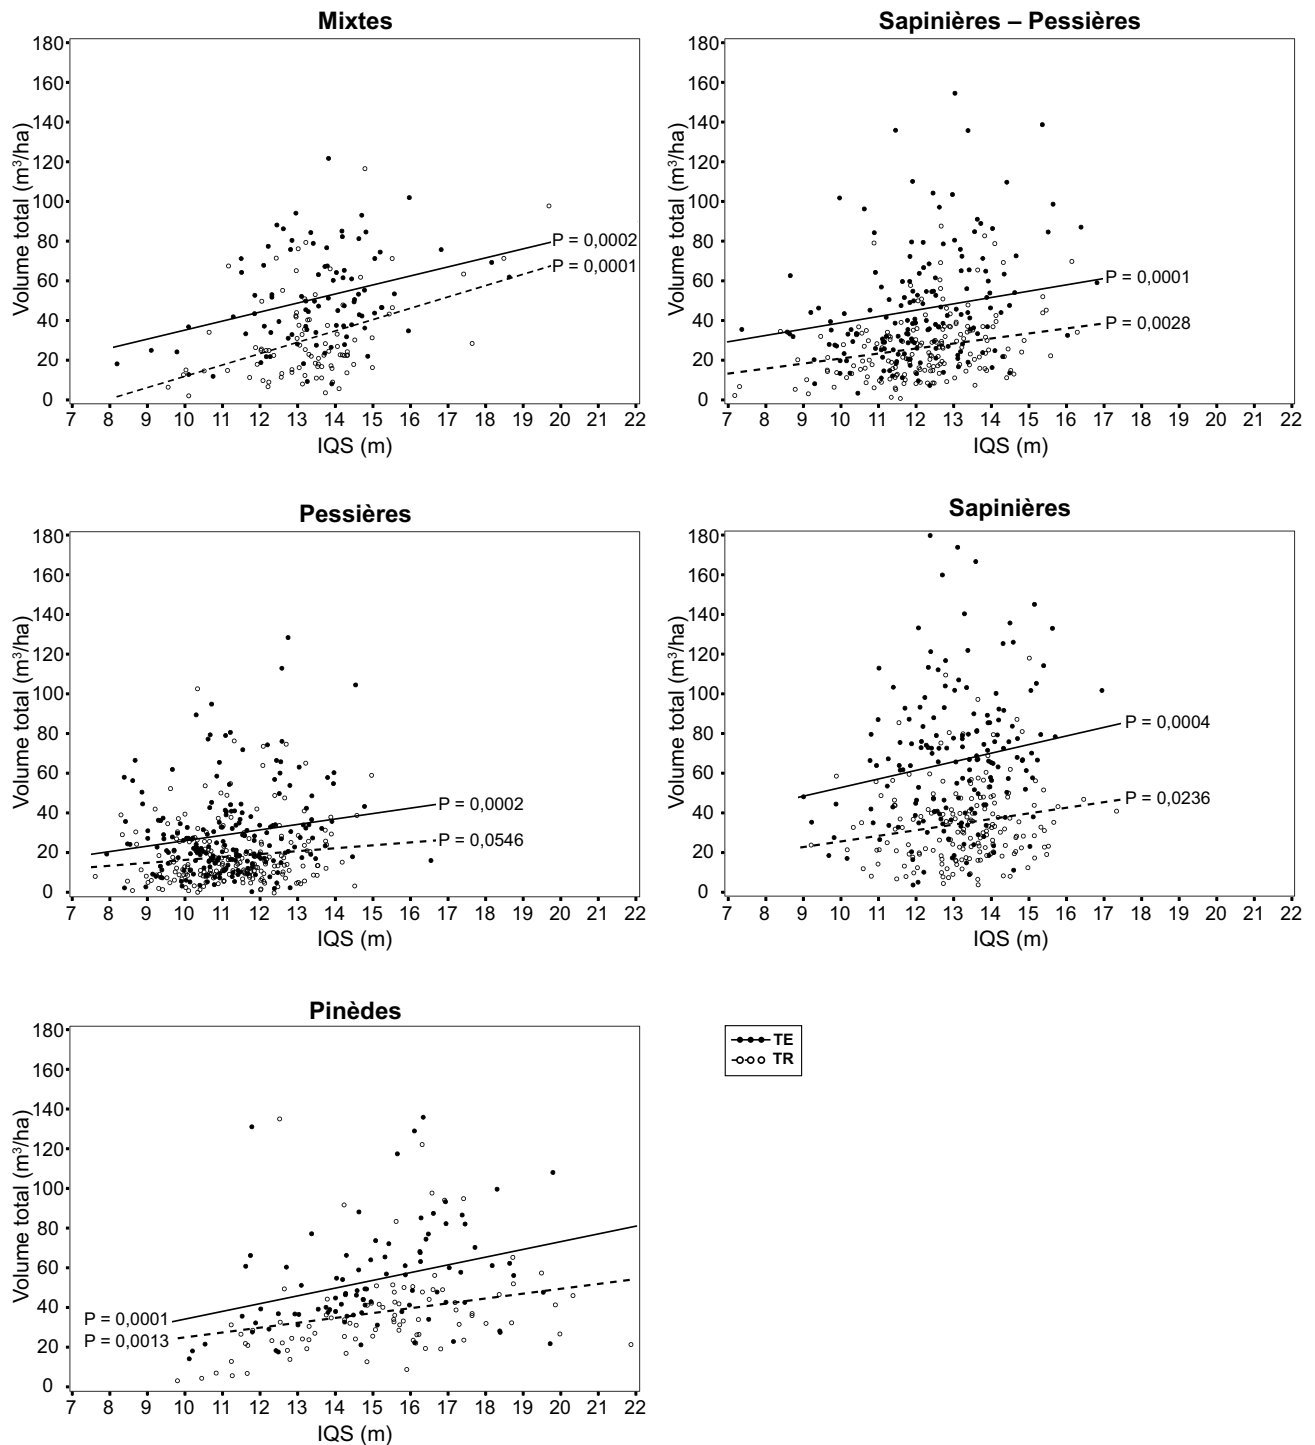 Mixtes
Volume total (m³/ha)
180
160
140
120
100
80
60
40
20
0
P = 0,0002
P = 0,0001
7 8 9 10 11 12 13 14 15 16 17 18 19 20 21 22
IQS (m)
Sapinières – Pessières
Volume total (m³/ha)
180
160
140
120
100
80
60
40
20
0
P = 0,0001
P = 0,0028
7 8 9 10 11 12 13 14 15 16 17 18 19 20 21 22
IQS (m)
Pessières
Volume total (m³/ha)
180
160
140
120
100
80
60
40
20
0
P = 0,0002
P = 0,0546
7 8 9 10 11 12 13 14 15 16 17 18 19 20 21 22
IQS (m)
Sapinières
Volume total (m³/ha)
180
160
140
120
100
80
60
40
20
0
P = 0,0004
P = 0,0236
7 8 9 10 11 12 13 14 15 16 17 18 19 20 21 22
IQS (m)
Pinèdes
Volume total (m³/ha)
180
160
140
120
100
80
60
40
20
0
P = 0,0001
P = 0,0013
7 8 9 10 11 12 13 14 15 16 17 18 19 20 21 22
IQS (m)
TE
TR